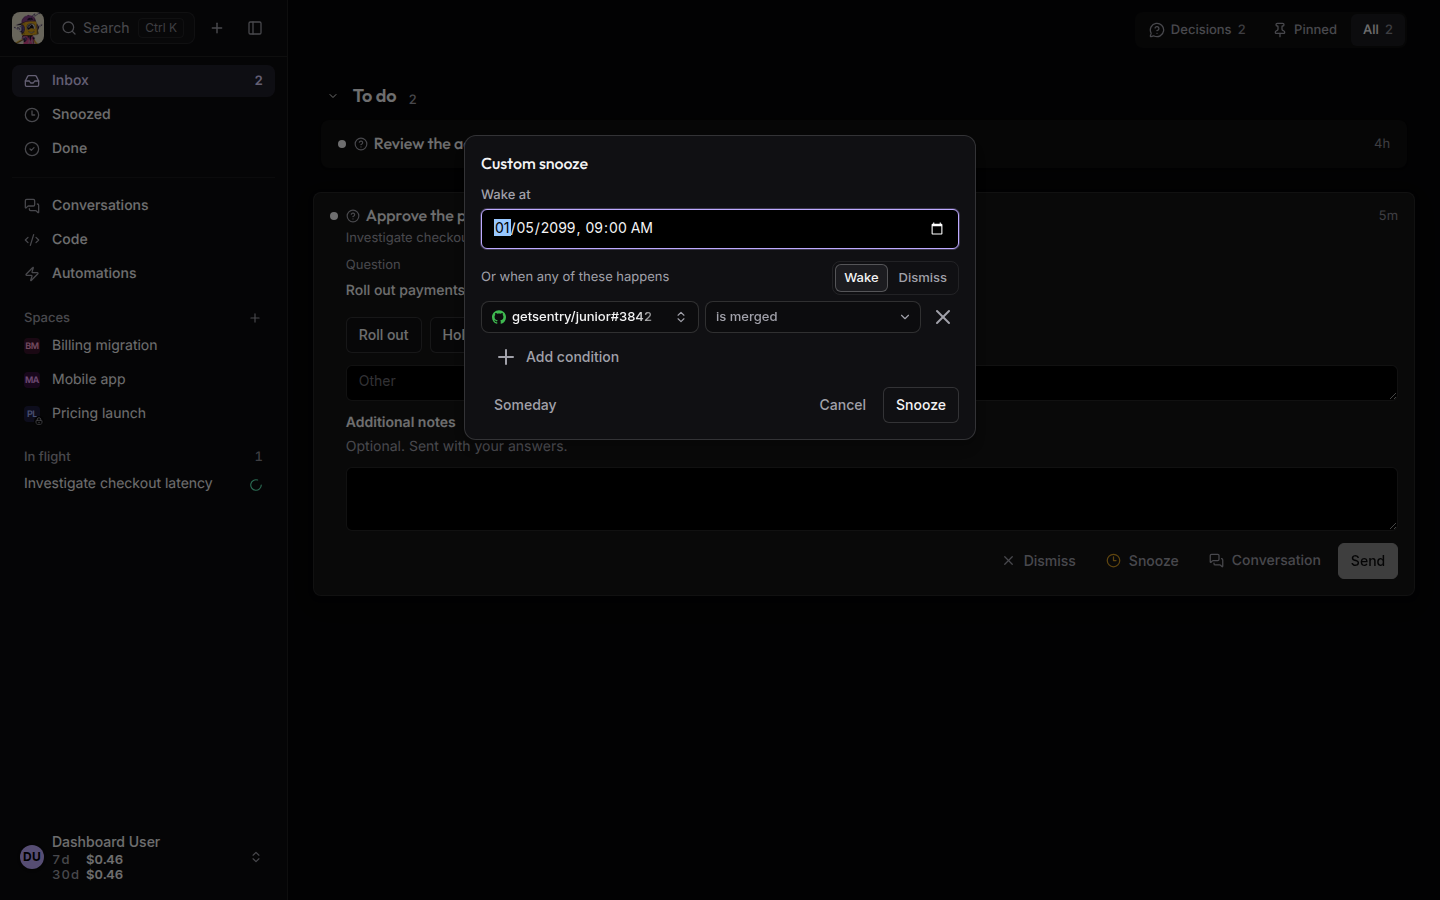 Search Ctrl K
Inbox 2
Snoozed
Done
Conversations
Code
Automations
Spaces
BM Billing migration
MA Mobile app
PL Pricing launch
In flight 1
Investigate checkout latency
DU Dashboard User
7d $0.46
30d $0.46
Decisions 2 Pinned All 2
To do 2
Review the a 4h
Approve the p 5m
Investigate checkou
Question
Roll out payments
Roll out Hol
Other
Additional notes
Optional. Sent with your answers.
Dismiss Snooze Conversation Send
Custom snooze
Wake at
01/05/2099, 09:00 AM
Or when any of these happens Wake Dismiss
getsentry/junior#3842 is merged
Add condition
Someday Cancel Snooze